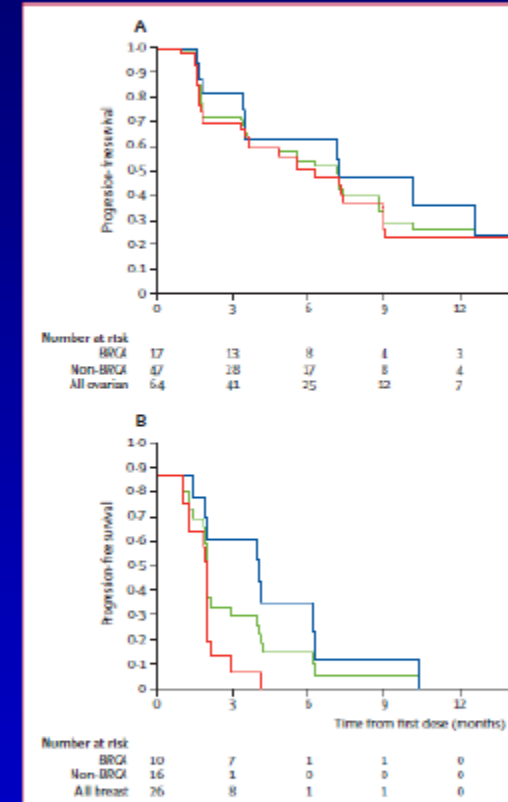 A
1·0
0·9
0·8
0·7
0·6
0·5
0·4
0·3
0·2
0·1
0
Progression-free survival
0 3 6 9 12
Number at risk
BRCA 17 13 8 4 3
Non-BRCA 47 28 17 8 4
All ovarian 64 41 25 12 7
B
1·0
0·9
0·8
0·7
0·6
0·5
0·4
0·3
0·2
0·1
0
Progression-free survival
0 3 6 9 12
Time from first dose (months)
Number at risk
BRCA 10 7 1 1 0
Non-BRCA 16 1 0 0 0
All breast 26 8 1 1 0